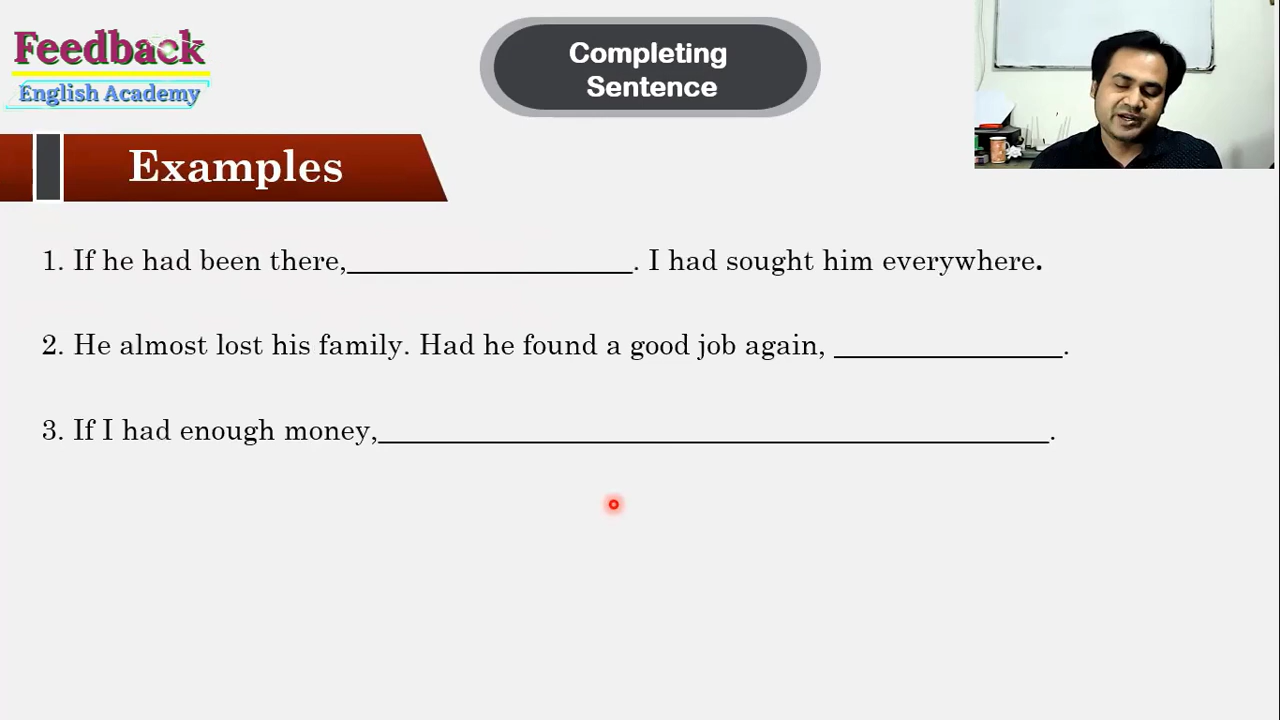 Feedback
English Academy
Completing
Sentence
Examples
1. If he had been there,____________________. I had sought him everywhere.
2. He almost lost his family. Had he found a good job again, ________________.
3. If I had enough money,_______________________________________________.